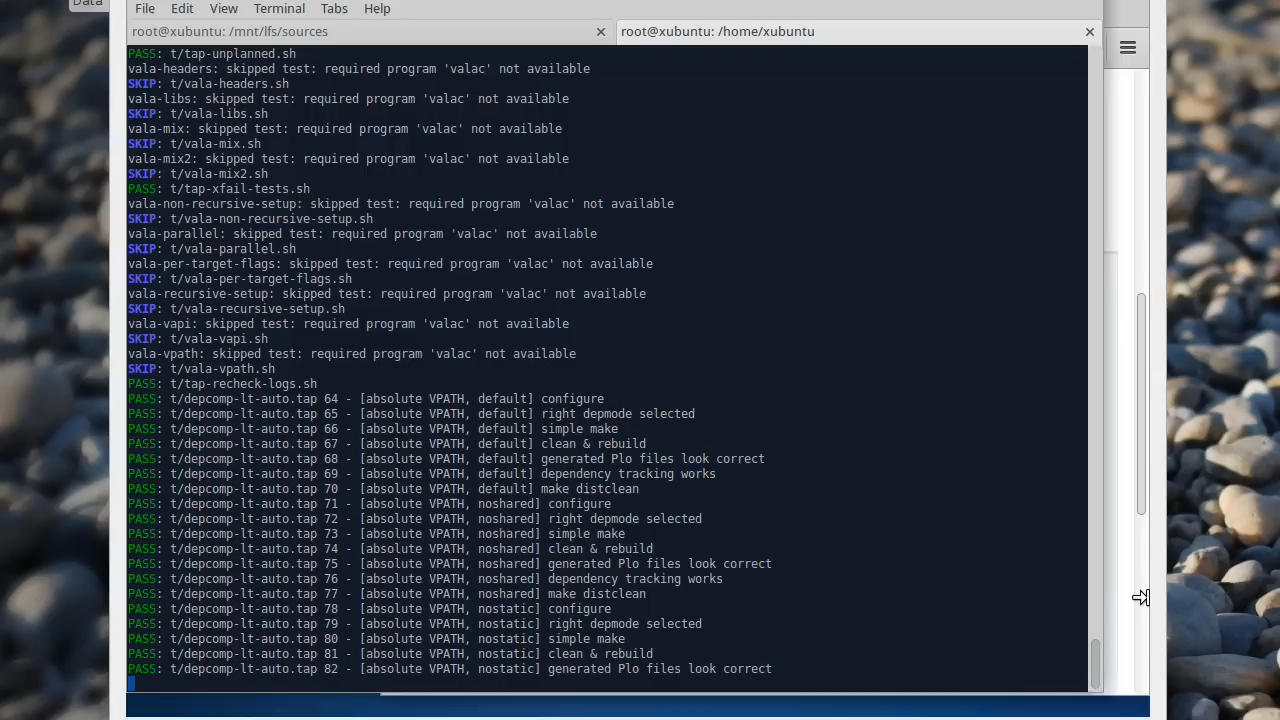 Data
File Edit View Terminal Tabs Help
root@xubuntu: /mnt/lfs/sources
root@xubuntu: /home/xubuntu
PASS: t/tap-unplanned.sh
vala-headers: skipped test: required program 'valac' not available
SKIP: t/vala-headers.sh
vala-libs: skipped test: required program 'valac' not available
SKIP: t/vala-libs.sh
vala-mix: skipped test: required program 'valac' not available
SKIP: t/vala-mix.sh
vala-mix2: skipped test: required program 'valac' not available
SKIP: t/vala-mix2.sh
PASS: t/tap-xfail-tests.sh
vala-non-recursive-setup: skipped test: required program 'valac' not available
SKIP: t/vala-non-recursive-setup.sh
vala-parallel: skipped test: required program 'valac' not available
SKIP: t/vala-parallel.sh
vala-per-target-flags: skipped test: required program 'valac' not available
SKIP: t/vala-per-target-flags.sh
vala-recursive-setup: skipped test: required program 'valac' not available
SKIP: t/vala-recursive-setup.sh
vala-vapi: skipped test: required program 'valac' not available
SKIP: t/vala-vapi.sh
vala-vpath: skipped test: required program 'valac' not available
SKIP: t/vala-vpath.sh
PASS: t/tap-recheck-logs.sh
PASS: t/depcomp-lt-auto.tap 64 - [absolute VPATH, default] configure
PASS: t/depcomp-lt-auto.tap 65 - [absolute VPATH, default] right depmode selected
PASS: t/depcomp-lt-auto.tap 66 - [absolute VPATH, default] simple make
PASS: t/depcomp-lt-auto.tap 67 - [absolute VPATH, default] clean & rebuild
PASS: t/depcomp-lt-auto.tap 68 - [absolute VPATH, default] generated Plo files look correct
PASS: t/depcomp-lt-auto.tap 69 - [absolute VPATH, default] dependency tracking works
PASS: t/depcomp-lt-auto.tap 70 - [absolute VPATH, default] make distclean
PASS: t/depcomp-lt-auto.tap 71 - [absolute VPATH, noshared] configure
PASS: t/depcomp-lt-auto.tap 72 - [absolute VPATH, noshared] right depmode selected
PASS: t/depcomp-lt-auto.tap 73 - [absolute VPATH, noshared] simple make
PASS: t/depcomp-lt-auto.tap 74 - [absolute VPATH, noshared] clean & rebuild
PASS: t/depcomp-lt-auto.tap 75 - [absolute VPATH, noshared] generated Plo files look correct
PASS: t/depcomp-lt-auto.tap 76 - [absolute VPATH, noshared] dependency tracking works
PASS: t/depcomp-lt-auto.tap 77 - [absolute VPATH, noshared] make distclean
PASS: t/depcomp-lt-auto.tap 78 - [absolute VPATH, nostatic] configure
PASS: t/depcomp-lt-auto.tap 79 - [absolute VPATH, nostatic] right depmode selected
PASS: t/depcomp-lt-auto.tap 80 - [absolute VPATH, nostatic] simple make
PASS: t/depcomp-lt-auto.tap 81 - [absolute VPATH, nostatic] clean & rebuild
PASS: t/depcomp-lt-auto.tap 82 - [absolute VPATH, nostatic] generated Plo files look correct